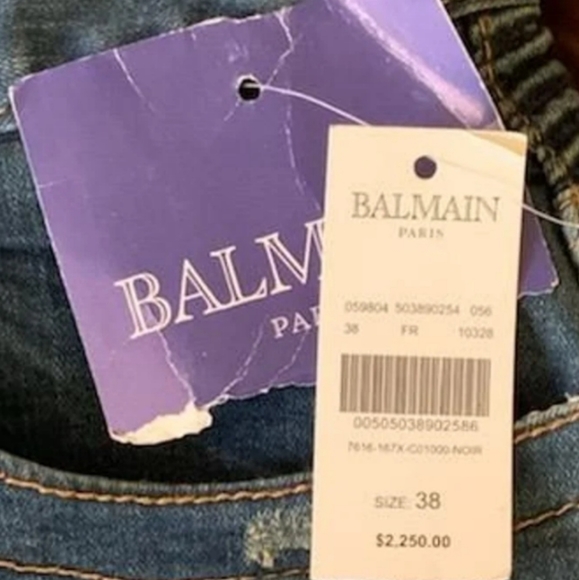 BALM
PA
BALMAIN
PARIS
059804 503890254 056
38 FR 10328
00505038902586
7616-167X-C01000-NOIR
SIZE: 38
$2,250.00